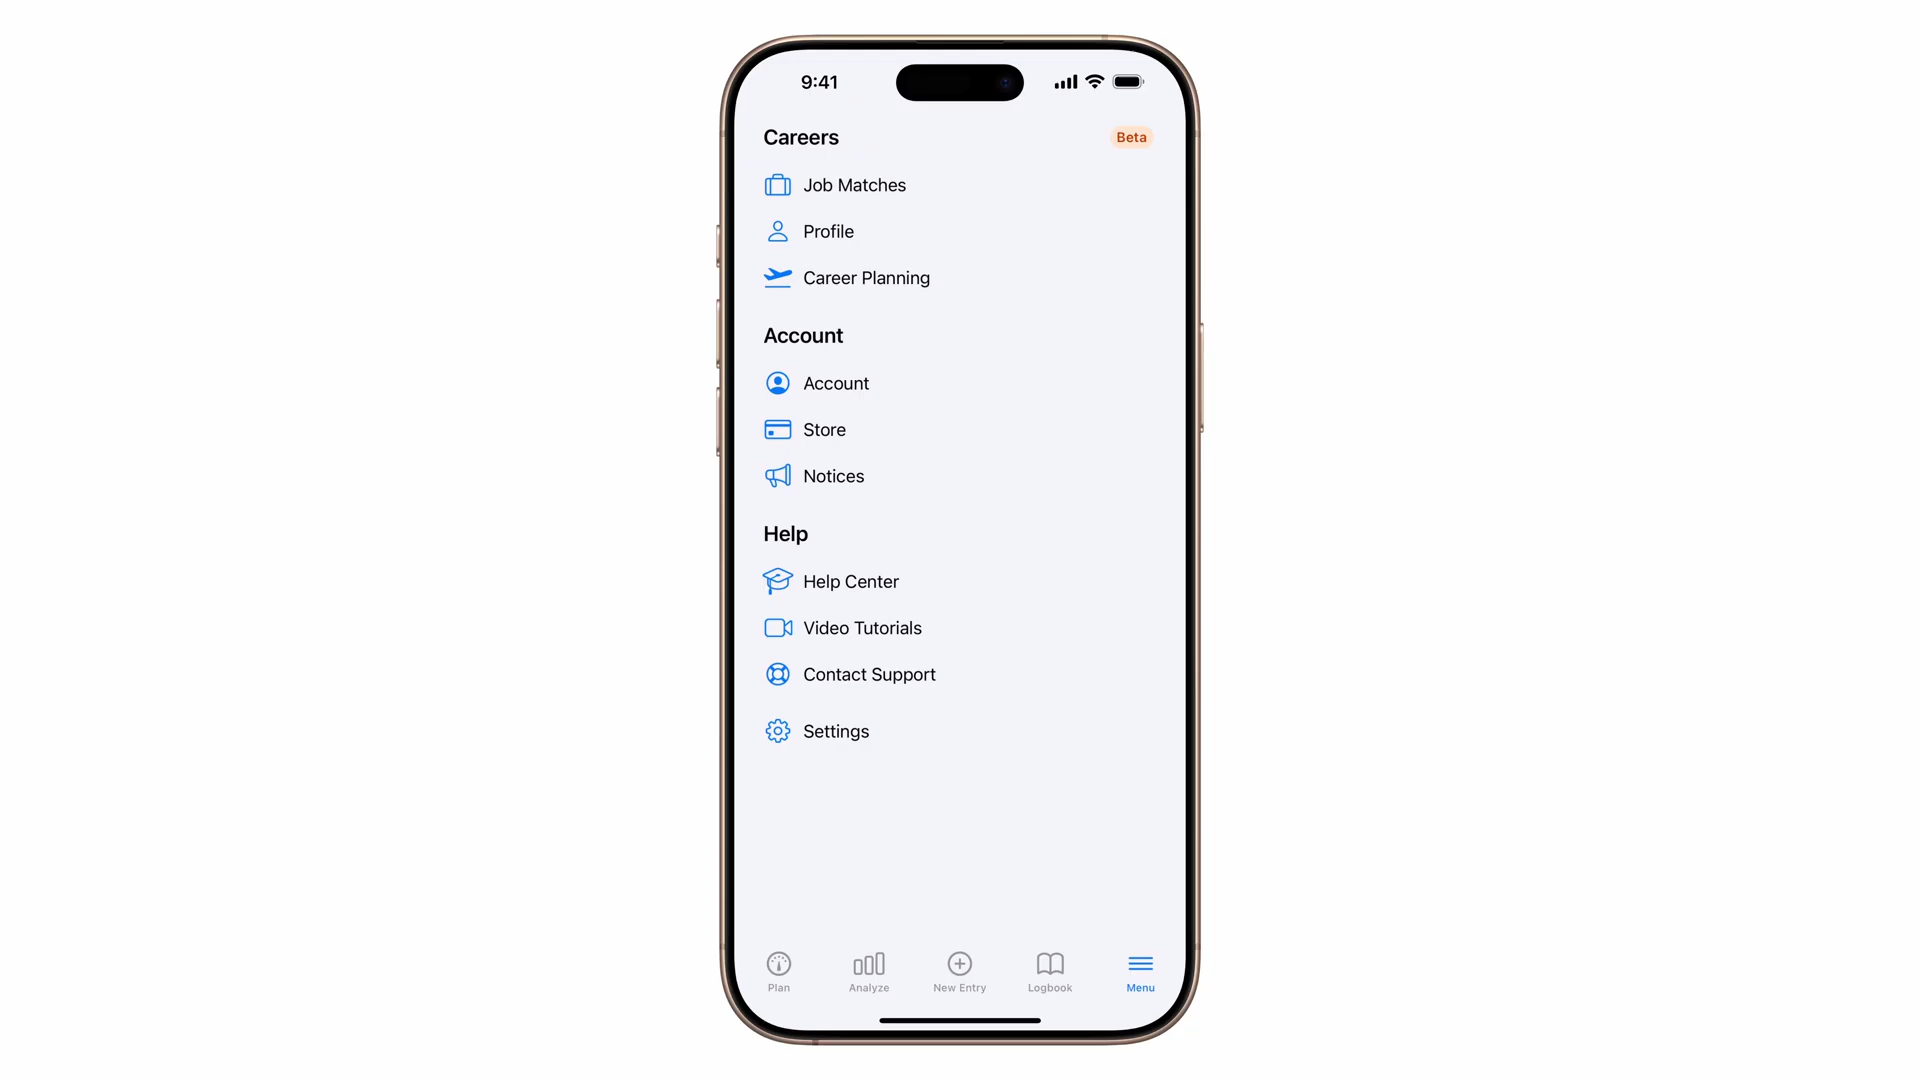 9:41
Careers
Beta
Job Matches
Profile
Career Planning
Account
Account
Store
Notices
Help
Help Center
Video Tutorials
Contact Support
Settings
Plan
Analyze
New Entry
Logbook
Menu